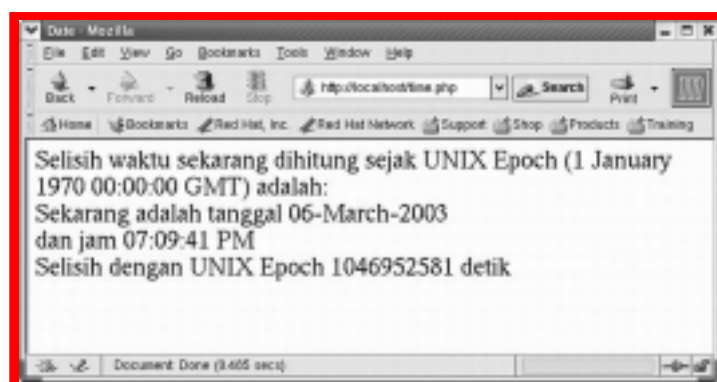 Date - Mozilla
File Edit View Go Bookmarks Tools Window Help
Back Forward Reload Stop http://localhost/time.php Search Print
Home Bookmarks Red Hat, Inc. Red Hat Network Support Shop Products Training
Selisih waktu sekarang dihitung sejak UNIX Epoch (1 January
1970 00:00:00 GMT) adalah:
Sekarang adalah tanggal 06-March-2003
dan jam 07:09:41 PM
Selisih dengan UNIX Epoch 1046952581 detik
Document: Done (0.465 secs)